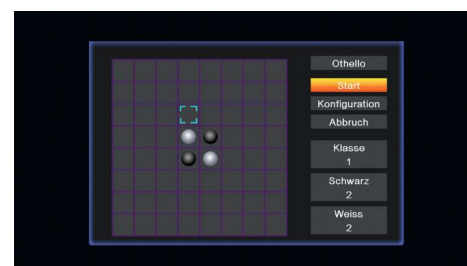 Othello
Start
Konfiguration
Abbruch
Klasse
1
Schwarz
2
Weiss
2